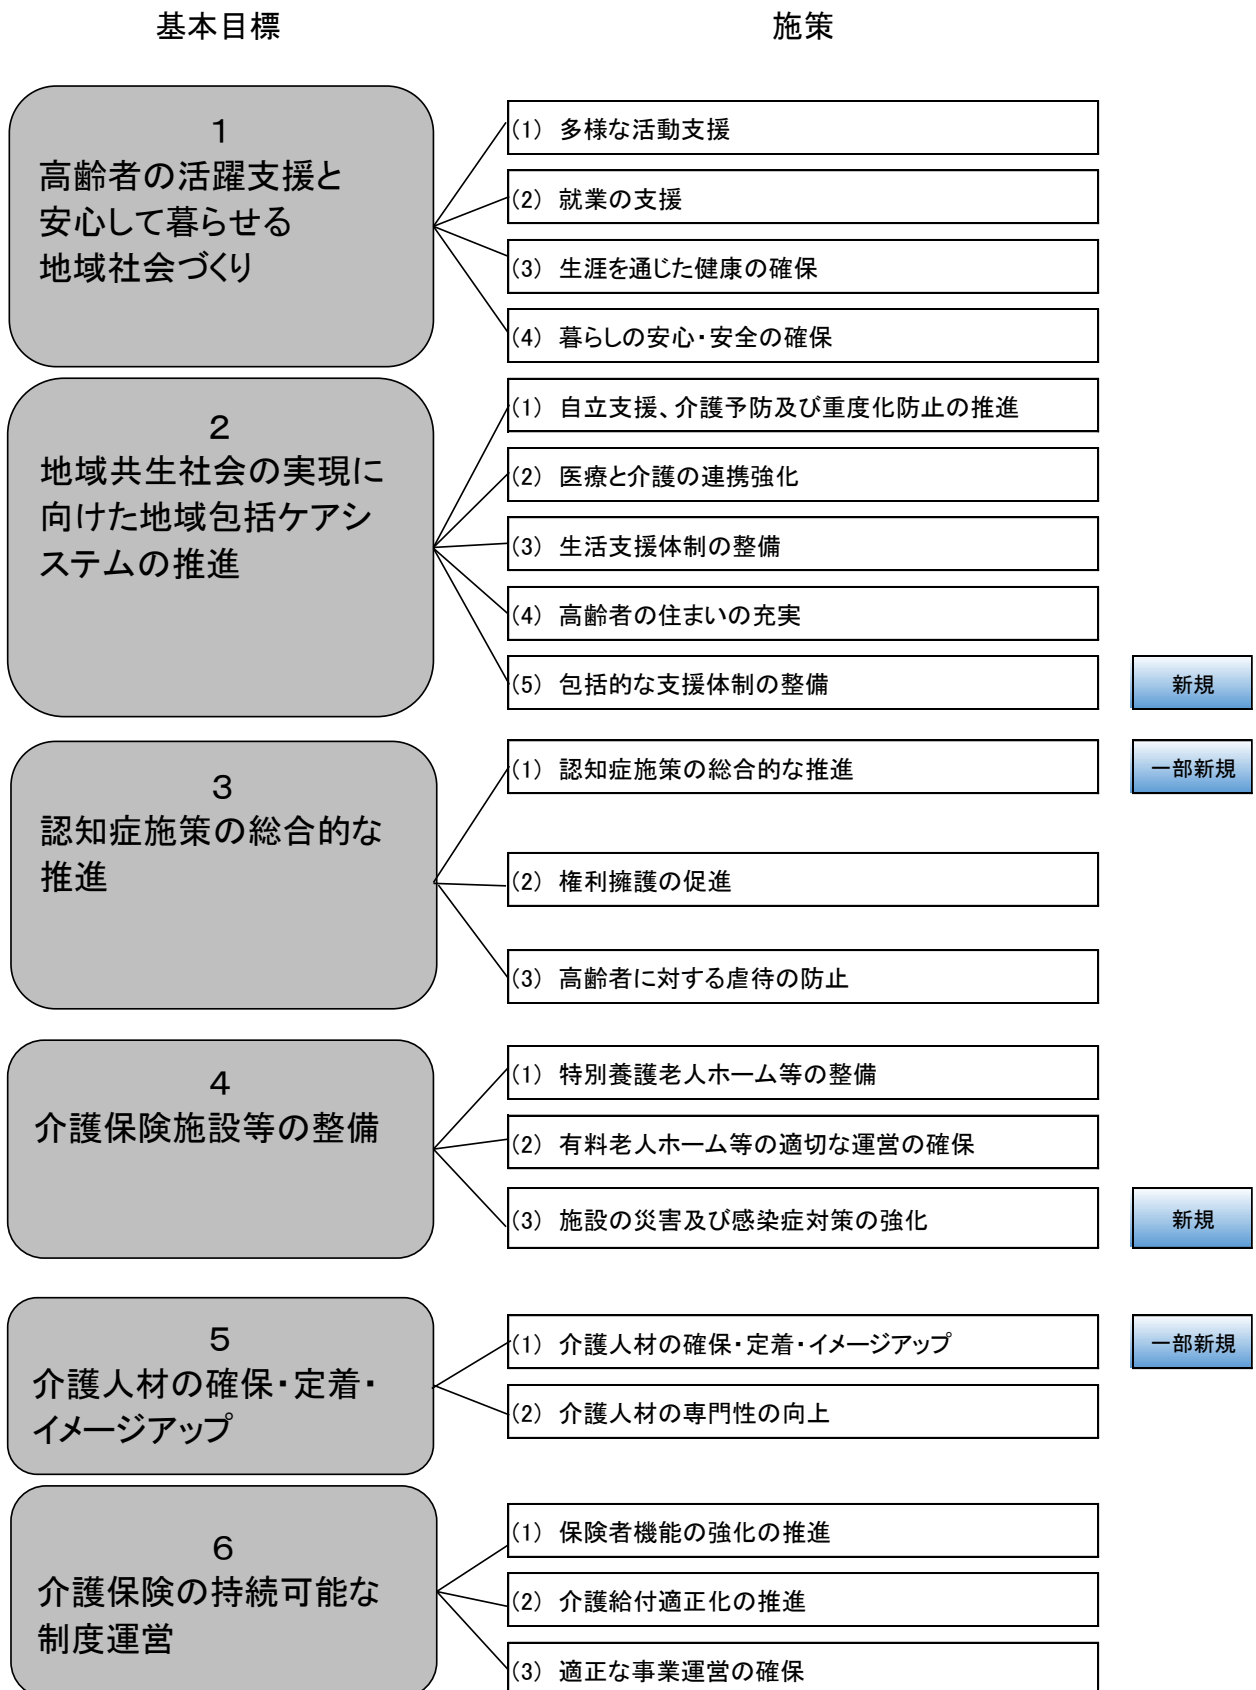 基本目標
施策
1
高齢者の活躍支援と
安心して暮らせる
地域社会づくり
(1) 多様な活動支援
(2) 就業の支援
(3) 生涯を通じた健康の確保
(4) 暮らしの安心・安全の確保
2
地域共生社会の実現に
向けた地域包括ケアシ
ステムの推進
(1) 自立支援、介護予防及び重度化防止の推進
(2) 医療と介護の連携強化
(3) 生活支援体制の整備
(4) 高齢者の住まいの充実
(5) 包括的な支援体制の整備
新規
3
認知症施策の総合的な
推進
(1) 認知症施策の総合的な推進
一部新規
(2) 権利擁護の促進
(3) 高齢者に対する虐待の防止
4
介護保険施設等の整備
(1) 特別養護老人ホーム等の整備
(2) 有料老人ホーム等の適切な運営の確保
(3) 施設の災害及び感染症対策の強化
新規
5
介護人材の確保・定着・
イメージアップ
(1) 介護人材の確保・定着・イメージアップ
一部新規
(2) 介護人材の専門性の向上
6
介護保険の持続可能な
制度運営
(1) 保険者機能の強化の推進
(2) 介護給付適正化の推進
(3) 適正な事業運営の確保